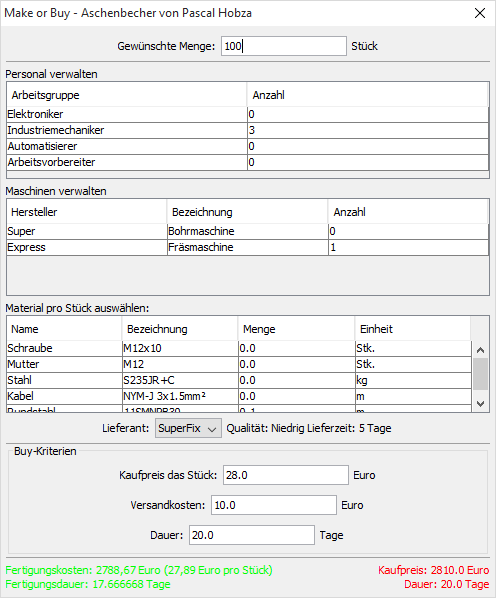 Make or Buy - Aschenbecher von Pascal Hobza
Gewünschte Menge: 100 Stück
Personal verwalten
Arbeitsgruppe Anzahl
Elektroniker 0
Industriemechaniker 3
Automatisierer 0
Arbeitsvorbereiter 0
Maschinen verwalten
Hersteller Bezeichnung Anzahl
Super Bohrmaschine 0
Express Fräsmaschine 1
Material pro Stück auswählen:
Name Bezeichnung Menge Einheit
Schraube M12x10 0.0 Stk.
Mutter M12 0.0 Stk.
Stahl S235JR+C 0.0 kg
Kabel NYM-J 3x1.5mm² 0.0 m
Rundstahl 11SMNPB30 0.1 m
Lieferant: SuperFix Qualität: Niedrig Lieferzeit: 5 Tage
Buy-Kriterien
Kaufpreis das Stück: 28.0 Euro
Versandkosten: 10.0 Euro
Dauer: 20.0 Tage
Fertigungskosten: 2788,67 Euro (27,89 Euro pro Stück) Kaufpreis: 2810.0 Euro
Fertigungsdauer: 17.666668 Tage Dauer: 20.0 Tage